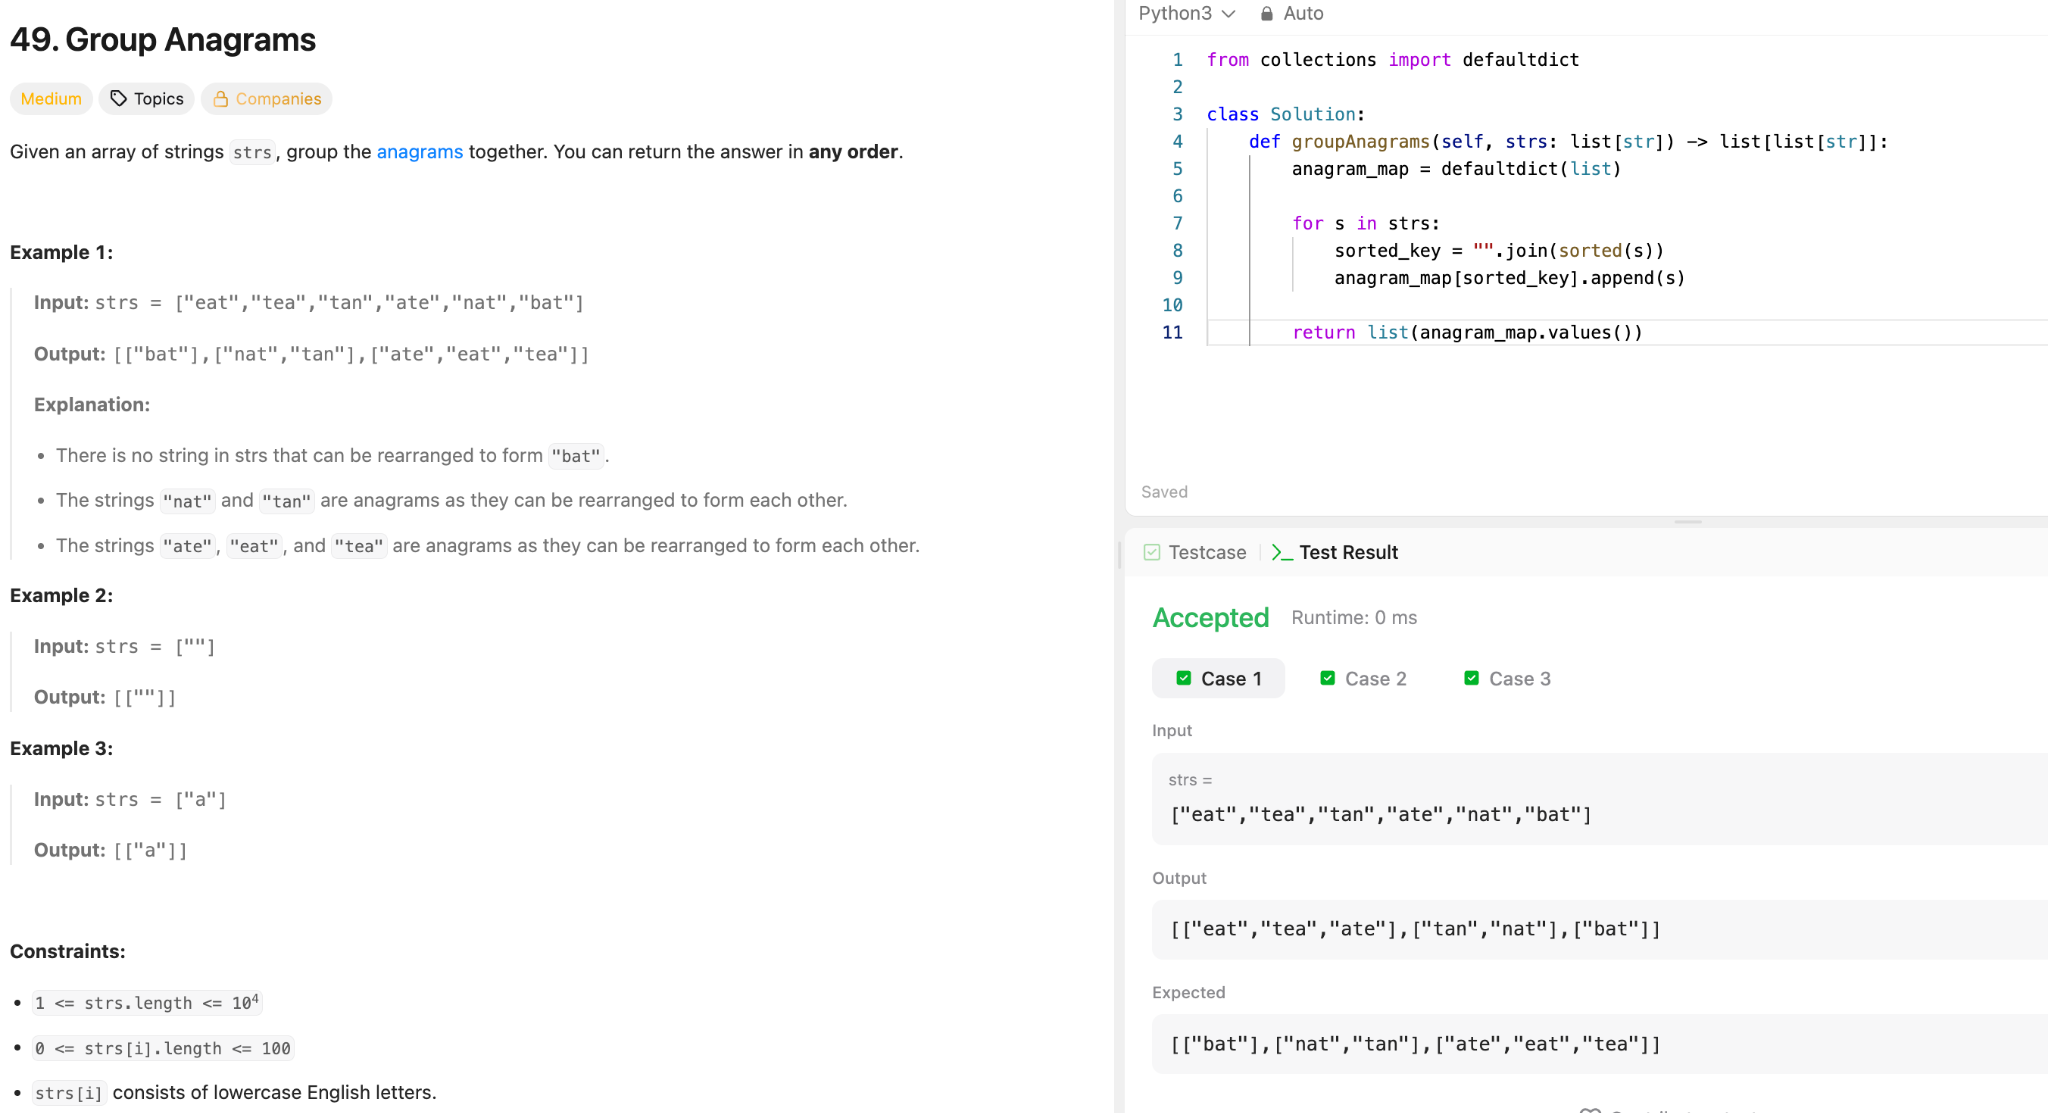 49. Group Anagrams
Medium Topics Companies
Given an array of strings strs, group the anagrams together. You can return the answer in any order.
Example 1:
Input: strs = ["eat","tea","tan","ate","nat","bat"]
Output: [["bat"],["nat","tan"],["ate","eat","tea"]]
Explanation:
• There is no string in strs that can be rearranged to form "bat".
• The strings "nat" and "tan" are anagrams as they can be rearranged to form each other.
• The strings "ate", "eat", and "tea" are anagrams as they can be rearranged to form each other.
Example 2:
Input: strs = [""]
Output: [[""]]
Example 3:
Input: strs = ["a"]
Output: [["a"]]
Constraints:
• 1 <= strs.length <= 10⁴
• 0 <= strs[i].length <= 100
• strs[i] consists of lowercase English letters.
Python3 Auto
1 from collections import defaultdict
2
3 class Solution:
4     def groupAnagrams(self, strs: list[str]) -> list[list[str]]:
5         anagram_map = defaultdict(list)
6
7         for s in strs:
8             sorted_key = "".join(sorted(s))
9             anagram_map[sorted_key].append(s)
10
11         return list(anagram_map.values())
Saved
Testcase >_ Test Result
Accepted Runtime: 0 ms
Case 1 Case 2 Case 3
Input
strs =
["eat","tea","tan","ate","nat","bat"]
Output
[["eat","tea","ate"],["tan","nat"],["bat"]]
Expected
[["bat"],["nat","tan"],["ate","eat","tea"]]